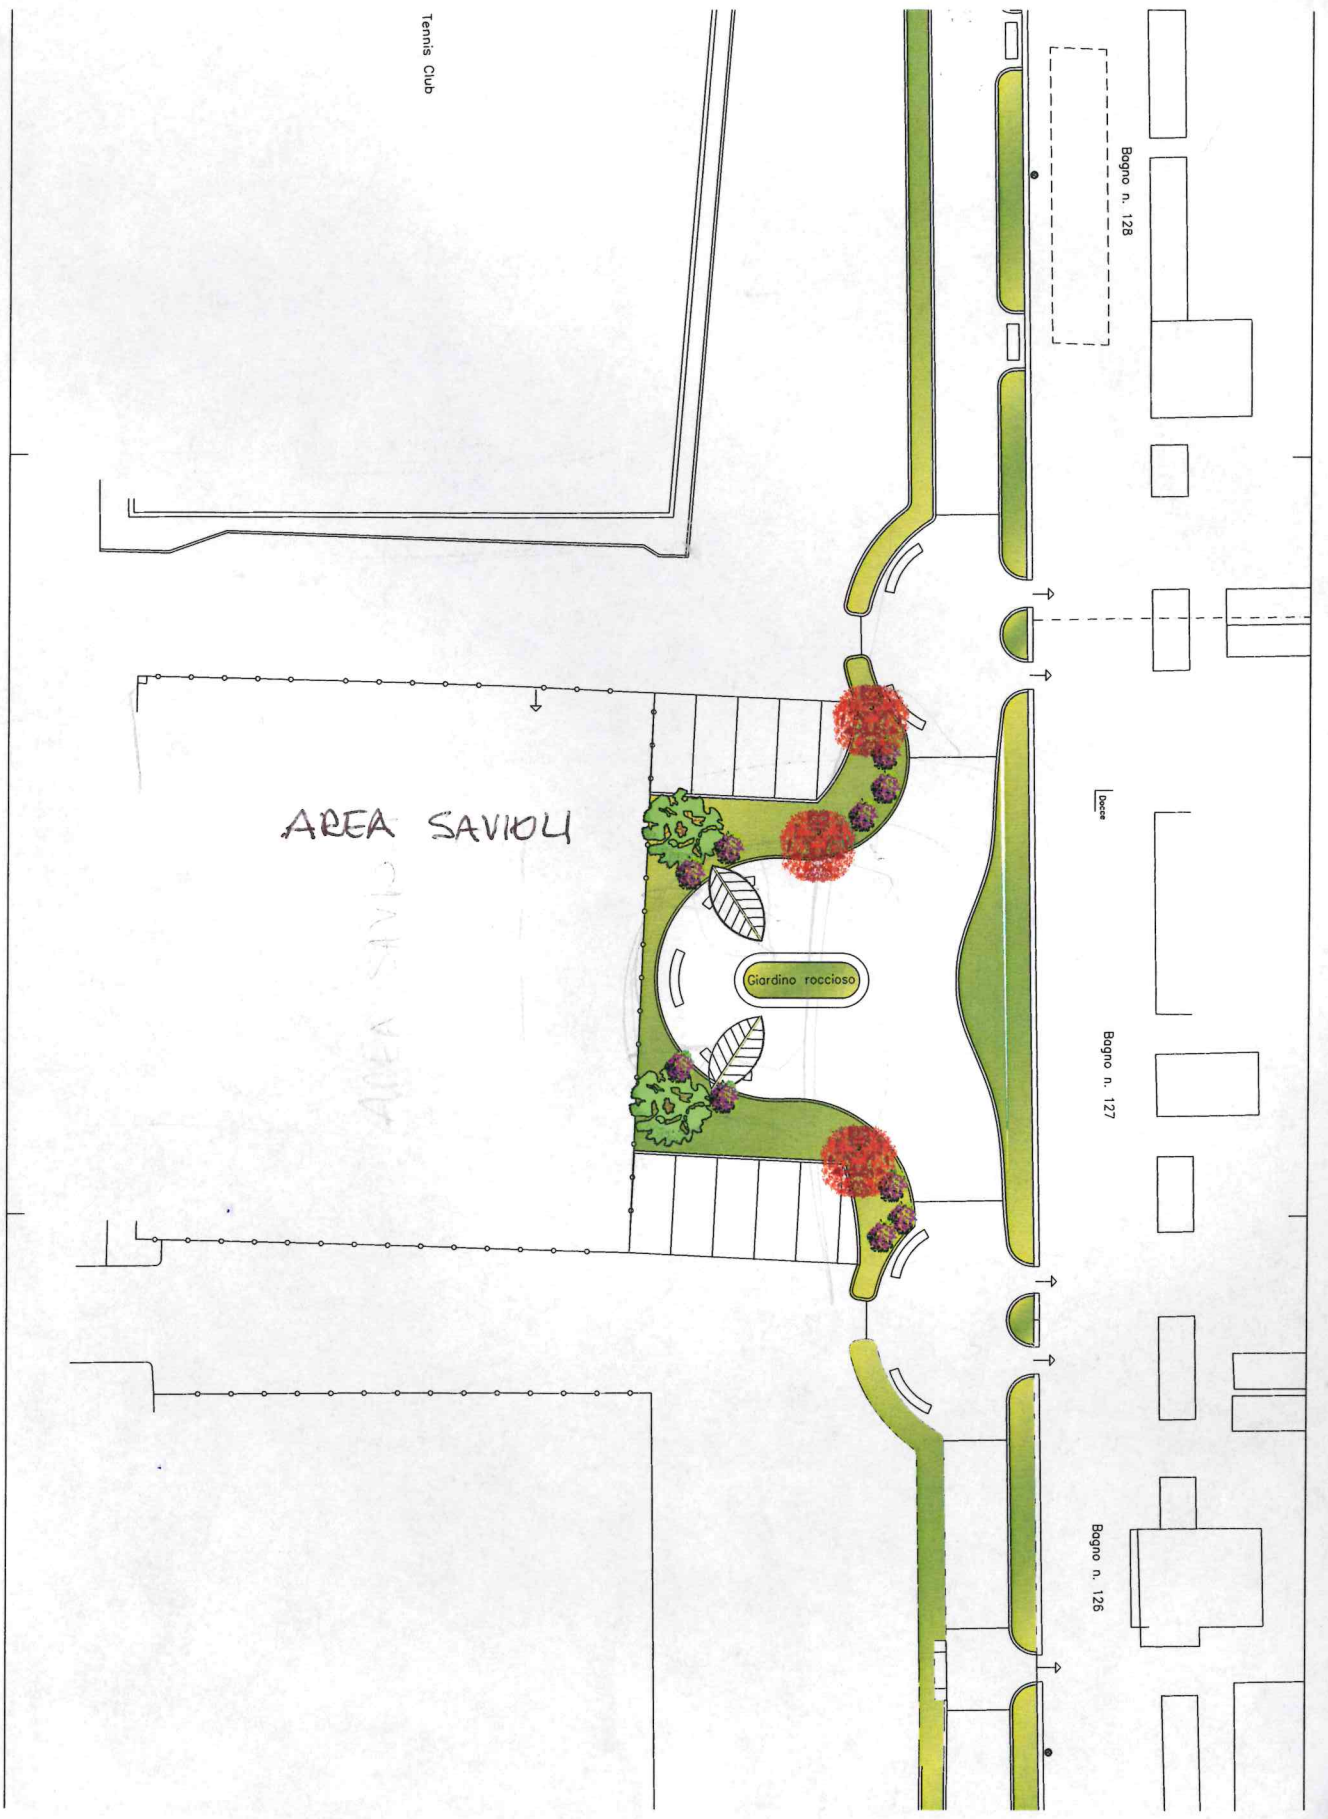 Tennis Club
Bagno n. 128
Docce
AREA SAVIOLI
Giardino roccioso
Bagno n. 127
Bagno n. 126